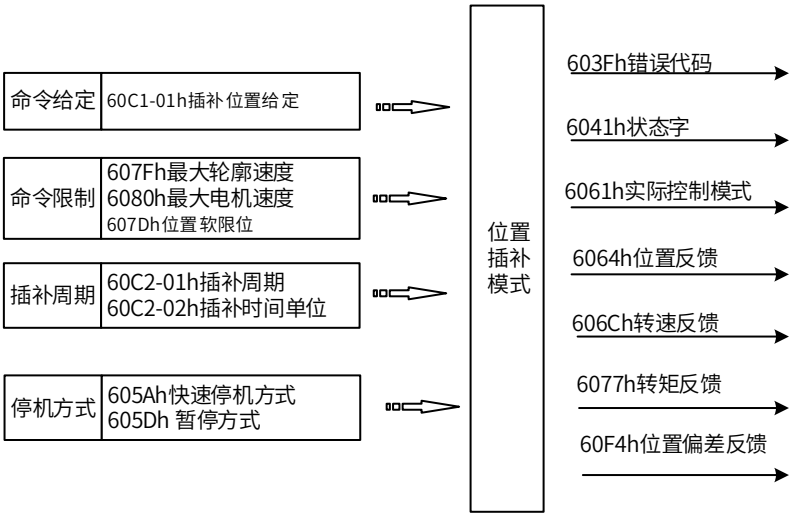 命令给定
60C1-01h插补位置给定
命令限制
607Fh最大轮廓速度
6080h最大电机速度
607Dh位置软限位
插补周期
60C2-01h插补周期
60C2-02h插补时间单位
停机方式
605Ah快速停机方式
605Dh 暂停方式
位置
插补
模式
603Fh错误代码
6041h状态字
6061h实际控制模式
6064h位置反馈
606Ch转速反馈
6077h转矩反馈
60F4h位置偏差反馈